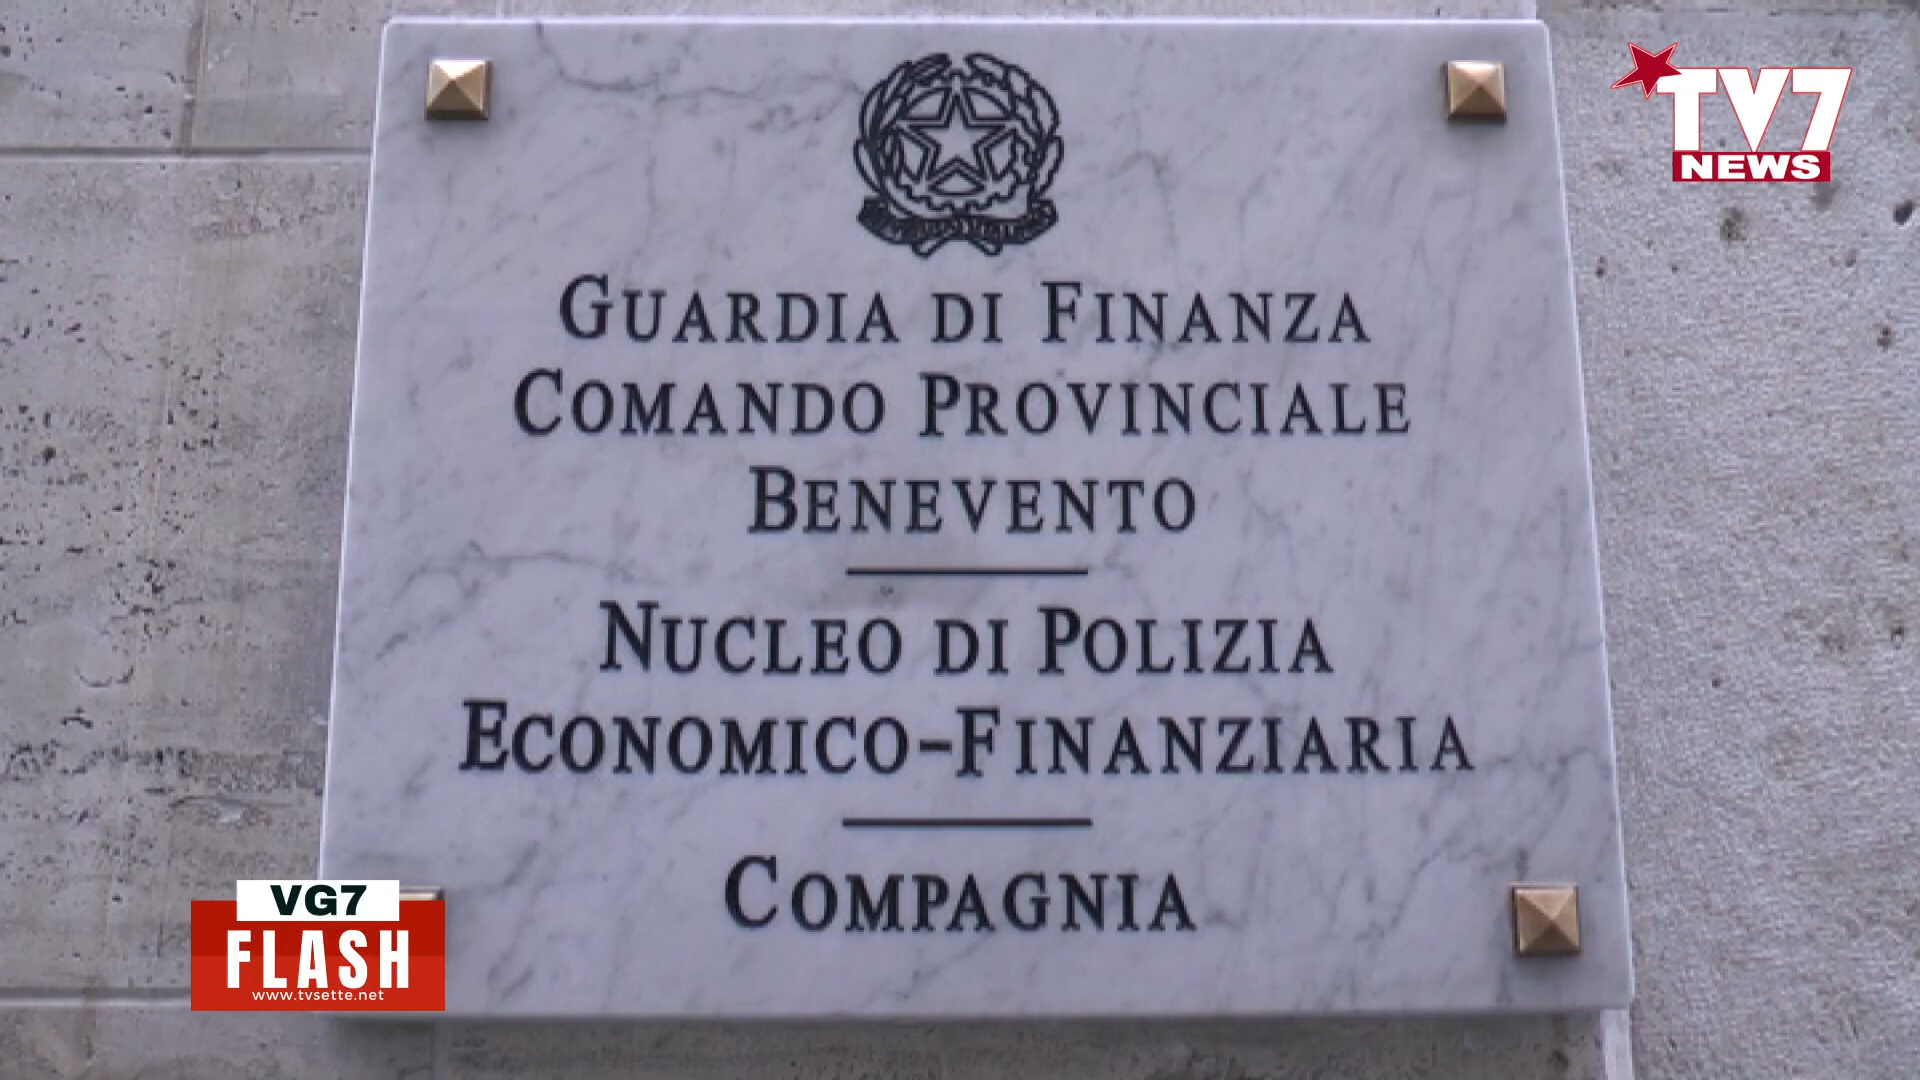 TV7
NEWS
GUARDIA DI FINANZA
COMANDO PROVINCIALE
BENEVENTO
NUCLEO DI POLIZIA
ECONOMICO-FINANZIARIA
COMPAGNIA
VG7
FLASH
www.tvsette.net